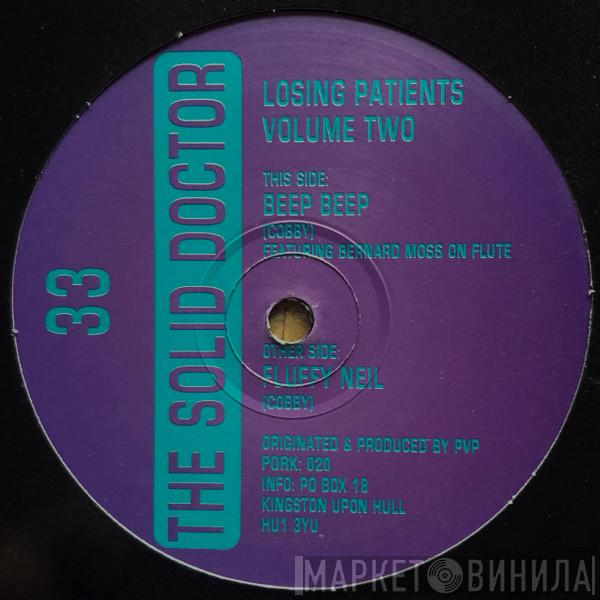 33
THE SOLID DOCTOR
LOSING PATIENTS
VOLUME TWO
THIS SIDE:
BEEP BEEP
(COBBY)
FEATURING BERNARD MOSS ON FLUTE
OTHER SIDE:
FLUFFY NEIL
(COBBY)
ORIGINATED & PRODUCED BY PVP
PORK: 020
INFO: PO BOX 18
KINGSTON UPON HULL
HU1 3YU
МАРКЕТ ВИНИЛА